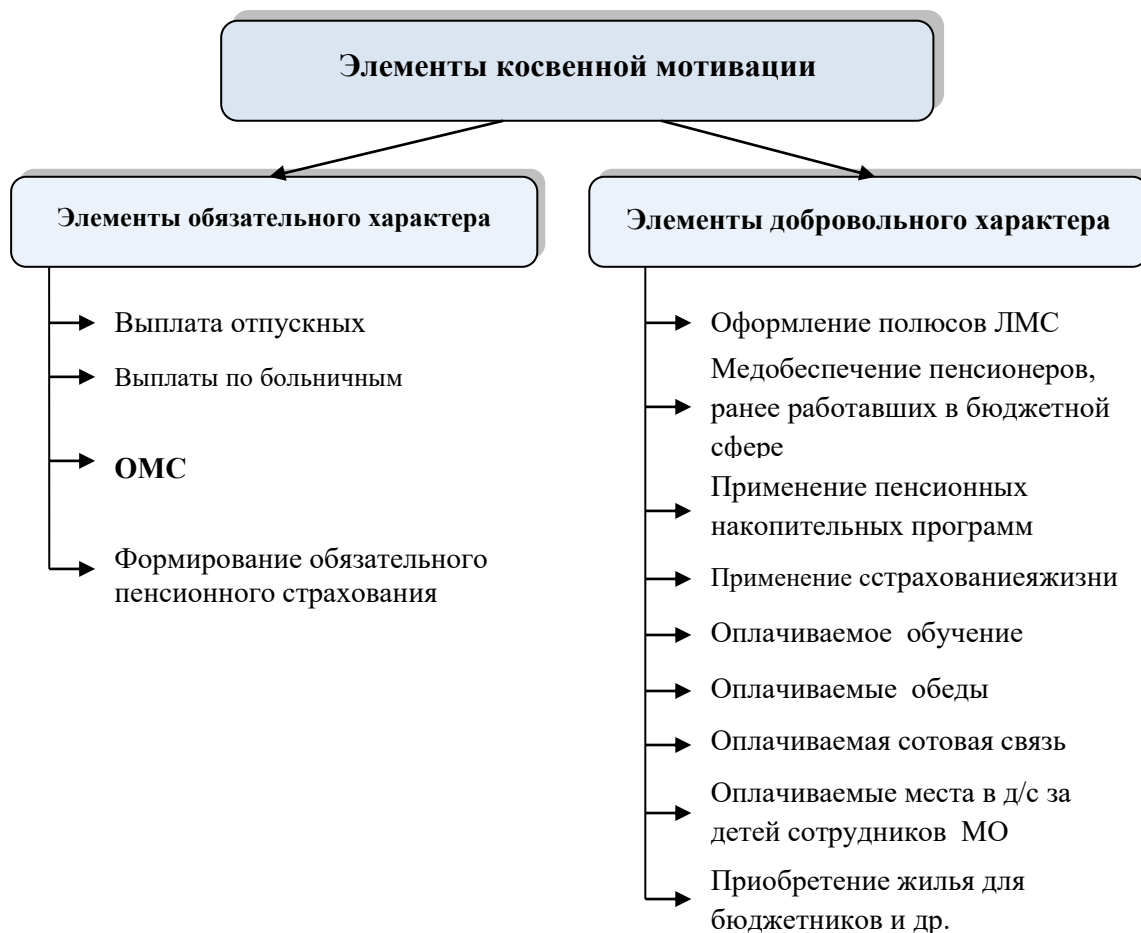 Элементы косвенной мотивации
Элементы обязательного характера
Выплата отпускных
Выплаты по больничным
ОМС
Формирование обязательного
пенсионного страхования
Элементы добровольного характера
Оформление полюсов ЛМС
Медобеспечение пенсионеров,
ранее работавших в бюджетной
сфере
Применение пенсионных
накопительных программ
Применение сстрахованиеяжизни
Оплачиваемое обучение
Оплачиваемые обеды
Оплачиваемая сотовая связь
Оплачиваемые места в д/с за
детей сотрудников МО
Приобретение жилья для
бюджетников и др.